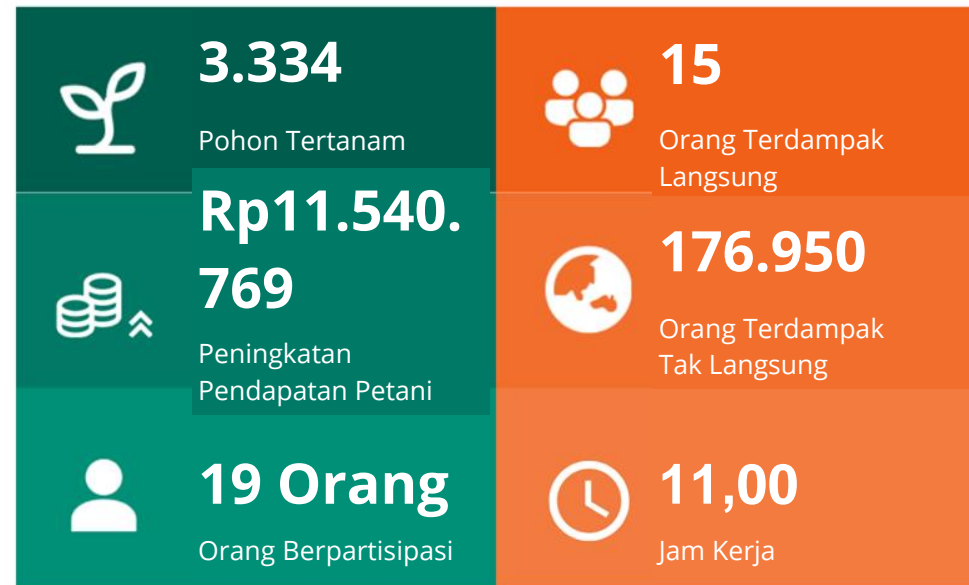 3.334
Pohon Tertanam
Rp11.540.
769
Peningkatan
Pendapatan Petani
19 Orang
Orang Berpartisipasi
15
Orang Terdampak
Langsung
176.950
Orang Terdampak
Tak Langsung
11,00
Jam Kerja